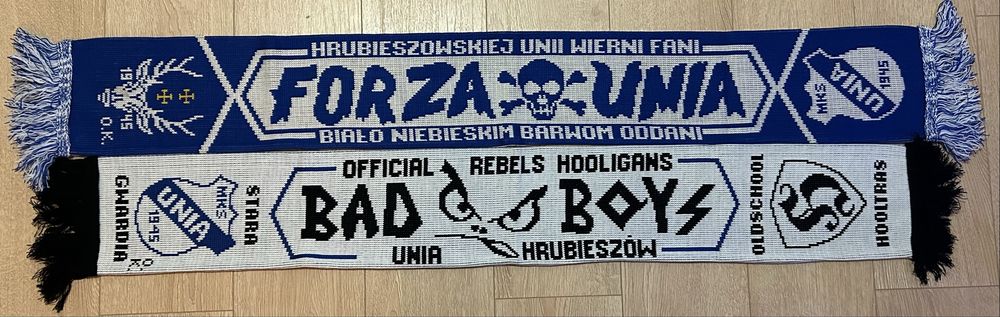 HRUBIESZOWSKIEJ UNII WIERNI FANI
1945
O.K.
FORZA UNIA
MKS
UNIA
1945
BIAŁO NIEBIESKIM BARWOM ODDANI
GWARDIA
STARA
MIKS
UNIA
1945
O.K.
OFFICIAL REBELS HOOLIGANS
BAD BOYS
UNIA HRUBIESZÓW
OLDSCHOOL
HOOLTRAS